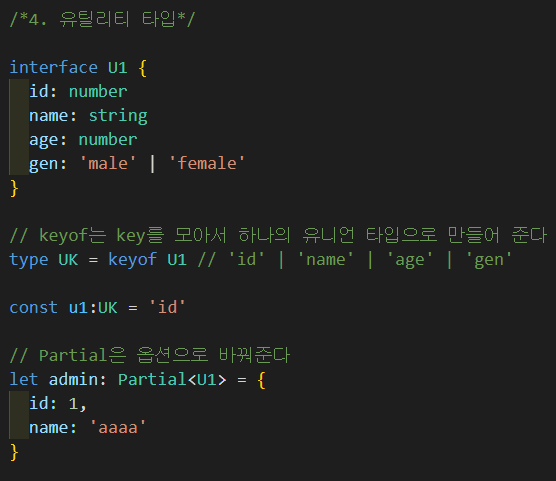 /*4. 유틸리티 타입*/
interface U1 {
id: number
name: string
age: number
gen: 'male' | 'female'
}
// keyof는 key를 모아서 하나의 유니언 타입으로 만들어 준다
type UK = keyof U1 // 'id' | 'name' | 'age' | 'gen'
const u1:UK = 'id'
// Partial은 옵션으로 바꿔준다
let admin: Partial<U1> = {
id: 1,
name: 'aaaa'
}